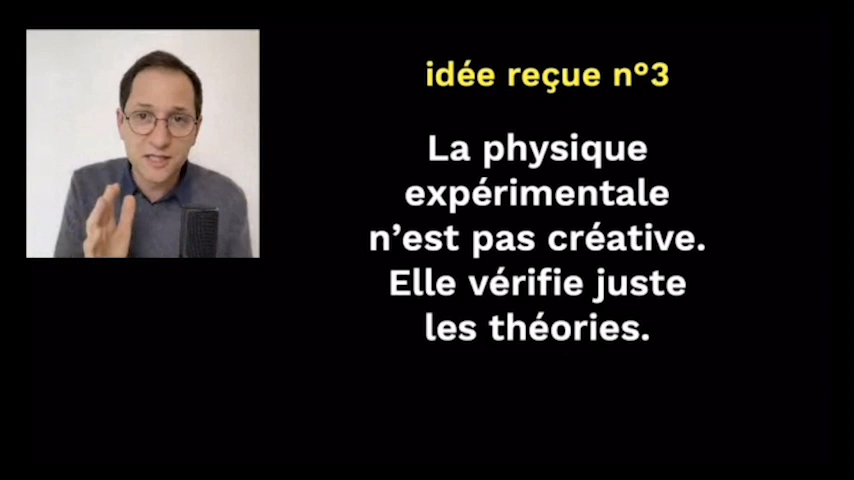 idée reçue n°3
La physique
expérimentale
n'est pas créative.
Elle vérifie juste
les théories.